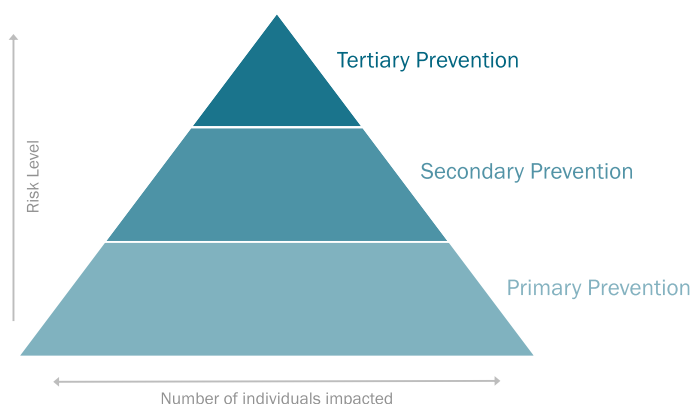 Tertiary Prevention
Secondary Prevention
Risk Level
Primary Prevention
Number of individuals impacted